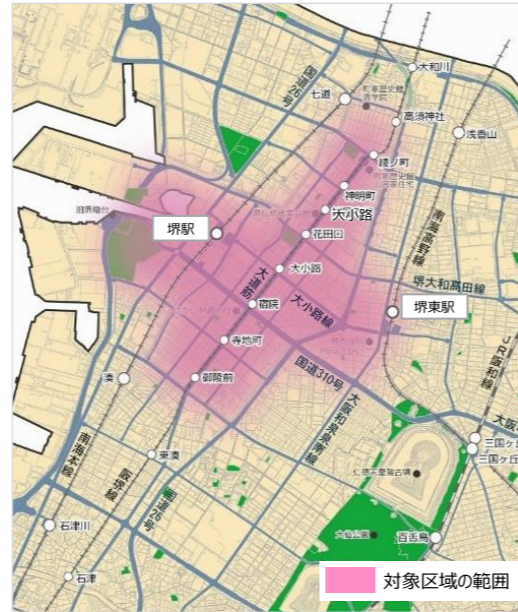 国道26号
大和川
七道
高須神社
浅香山
綾ノ町
神明町
大小路
旧堺燈台
堺駅
花田口
南海高野線
大小路
堺大和高田線
大道筋
宿院
大小路線
堺東駅
寺地町
国道310号
JR阪和線
湊
御陵前
大阪和泉泉南線
三国ヶ丘
三国ヶ丘
東湊
仁徳天皇陵古墳
南海本線
阪堺線
国道26号
石津川
大仙公園
百舌鳥
石津
対象区域の範囲